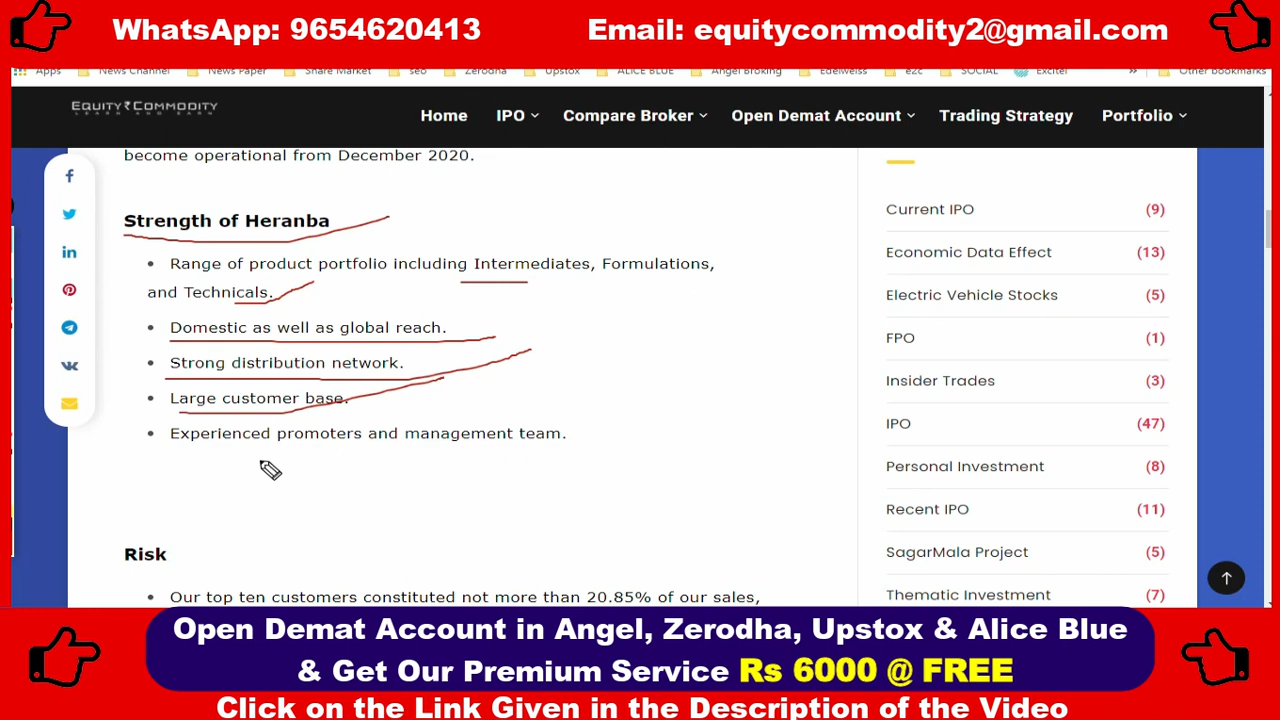 WhatsApp: 9654620413
Email: equitycommodity2@gmail.com
Apps News Channel News Paper Share Market seo Zerodha Upstox ALICE BLUE Angel Broking Edelweiss e2c SOCIAL Excitel » Other bookmarks
EQUITY₹COMMODITY
LEARN AND EARN
Home IPO Compare Broker Open Demat Account Trading Strategy Portfolio
become operational from December 2020.
Strength of Heranba
• Range of product portfolio including Intermediates, Formulations,
and Technicals.
• Domestic as well as global reach.
• Strong distribution network.
• Large customer base.
• Experienced promoters and management team.
Risk
• Our top ten customers constituted not more than 20.85% of our sales,
Current IPO (9)
Economic Data Effect (13)
Electric Vehicle Stocks (5)
FPO (1)
Insider Trades (3)
IPO (47)
Personal Investment (8)
Recent IPO (11)
SagarMala Project (5)
Thematic Investment (7)
Open Demat Account in Angel, Zerodha, Upstox & Alice Blue
& Get Our Premium Service Rs 6000 @ FREE
Click on the Link Given in the Description of the Video